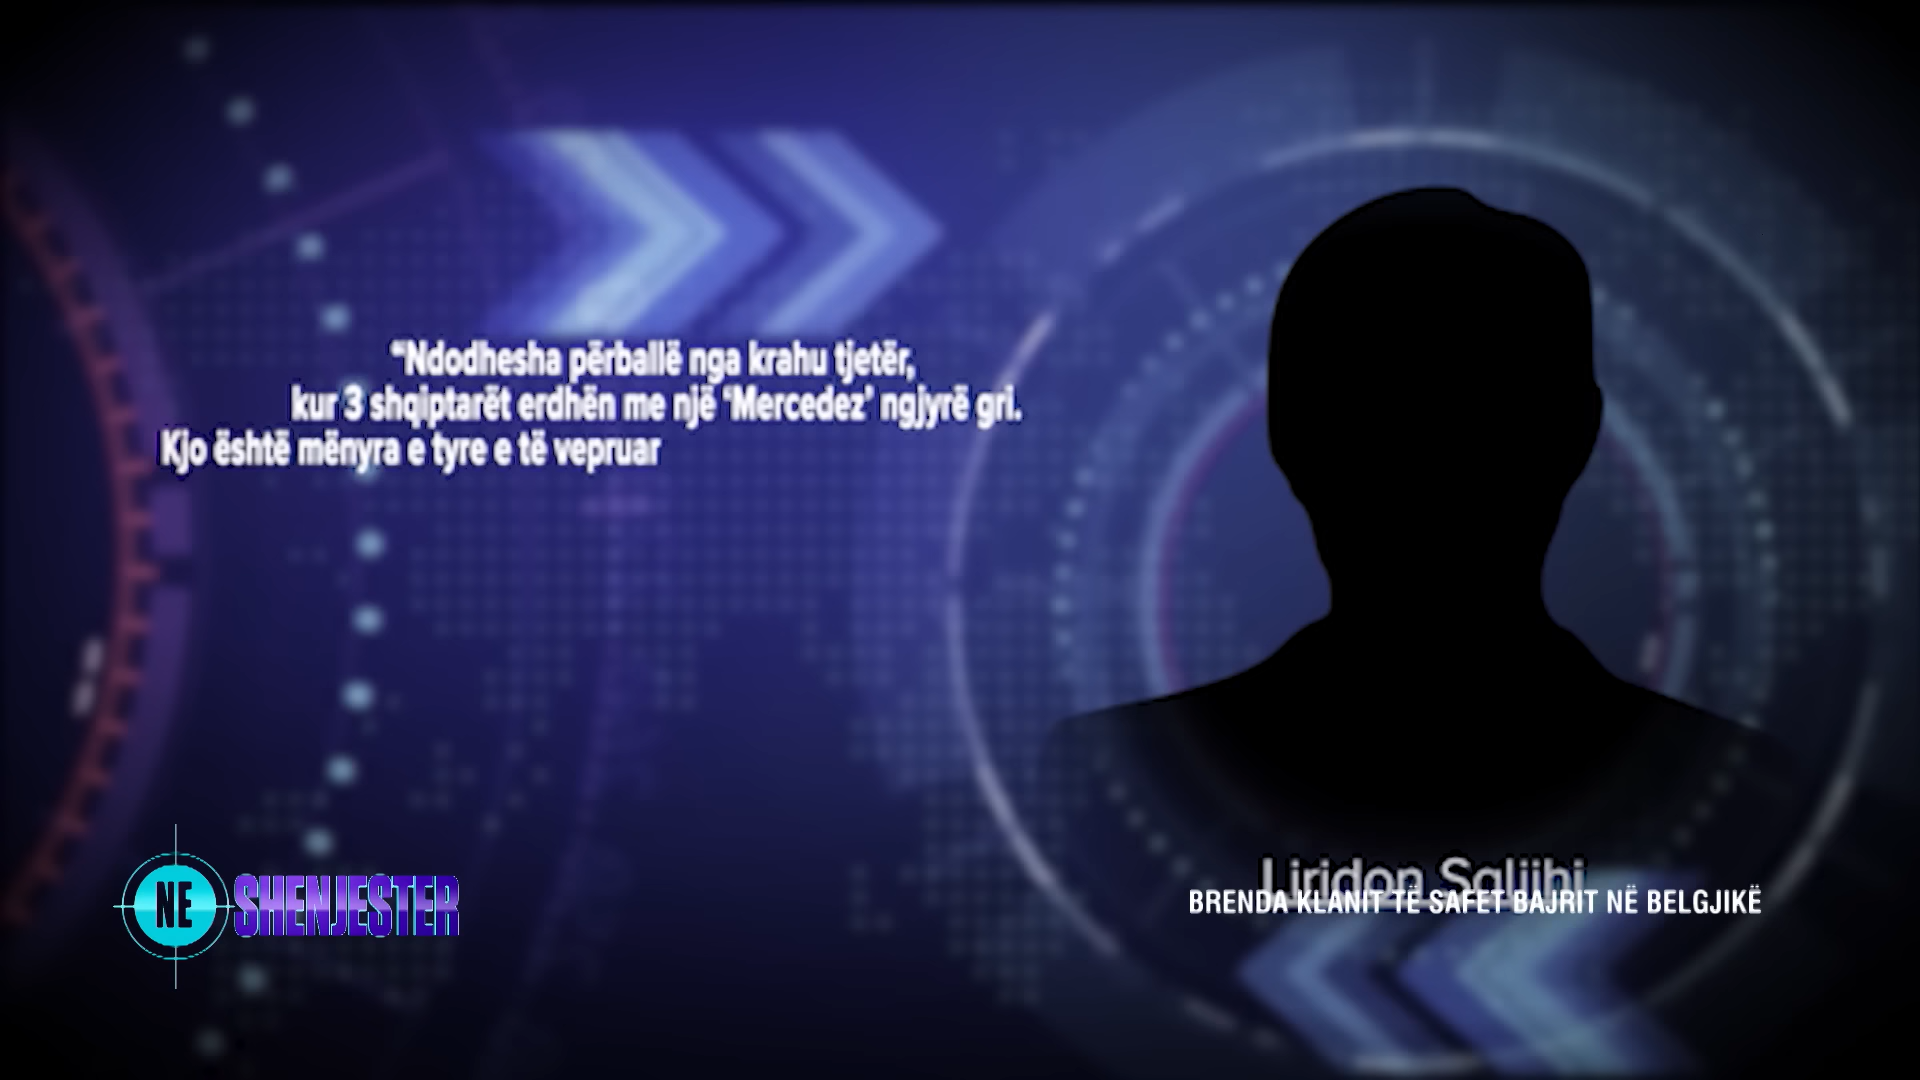 “Ndodhesha përballë nga krahu tjetër,
kur 3 shqiptarët erdhën me një ‘Mercedez’ ngjyrë gri.
Kjo është mënyra e tyre e të vepruar
Liridon
BRENDA KLANIT TË SAFET BAJRIT NË BELGJIKË
NE SHENJESTER